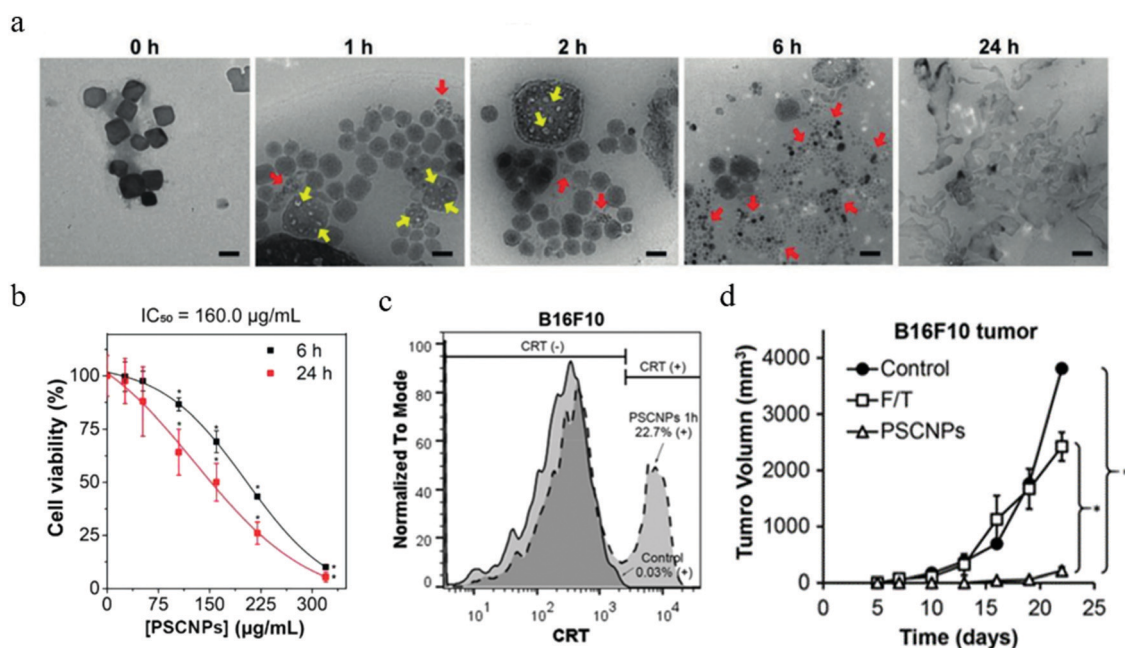 a
0 h 1 h 2 h 6 h 24 h
b
IC₅₀ = 160.0 µg/mL
6 h
24 h
Cell viability (%)
100
75
50
25
0
0 75 150 225 300
[PSCNPs] (µg/mL)
c
B16F10
CRT (-)
CRT (+)
PSCNPs 1h
22.7% (+)
Control
0.03% (+)
Normalized To Mode
100
80
60
40
20
0
10¹ 10² 10³ 10⁴
CRT
d
B16F10 tumor
Control
F/T
PSCNPs
Tumro Volumn (mm³)
4000
3000
2000
1000
0
0 5 10 15 20 25
Time (days)
*
*